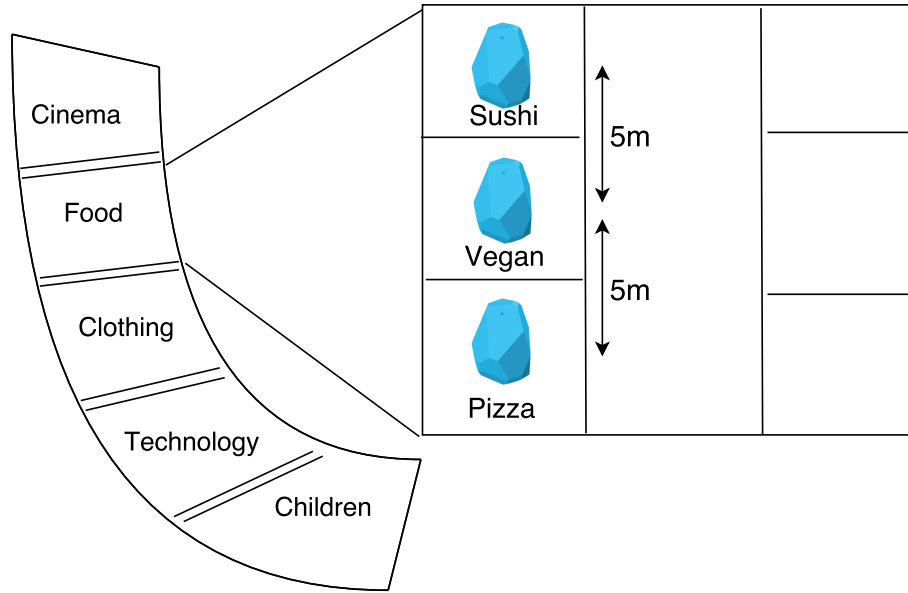 Cinema
Food
Clothing
Technology
Children
Sushi
5m
Vegan
5m
Pizza